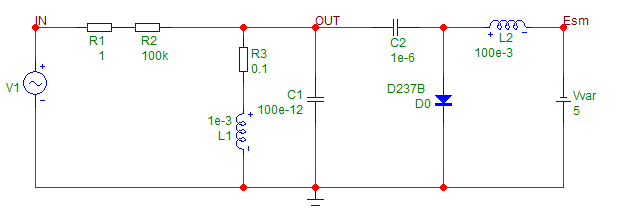 IN
OUT
Esm
R1
1
R2
100k
R3
0.1
C2
1e-6
L2
100e-3
V1
D237B
D0
C1
100e-12
1e-3
L1
Vvar
5